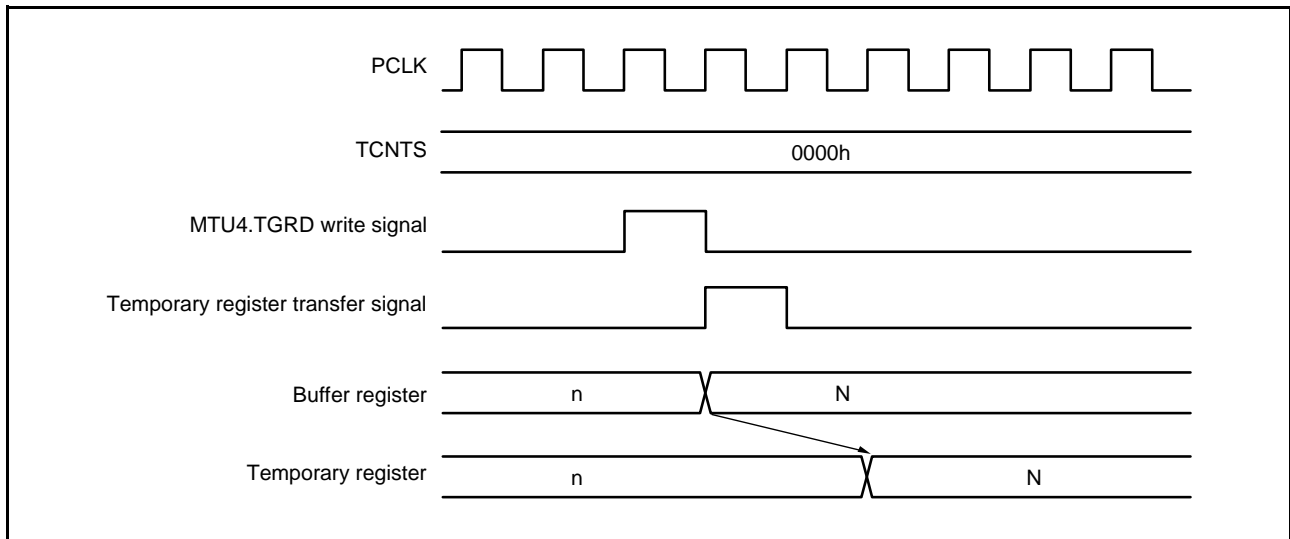 PCLK
TCNTS
0000h
MTU4.TGRD write signal
Temporary register transfer signal
Buffer register
n
N
Temporary register
n
N